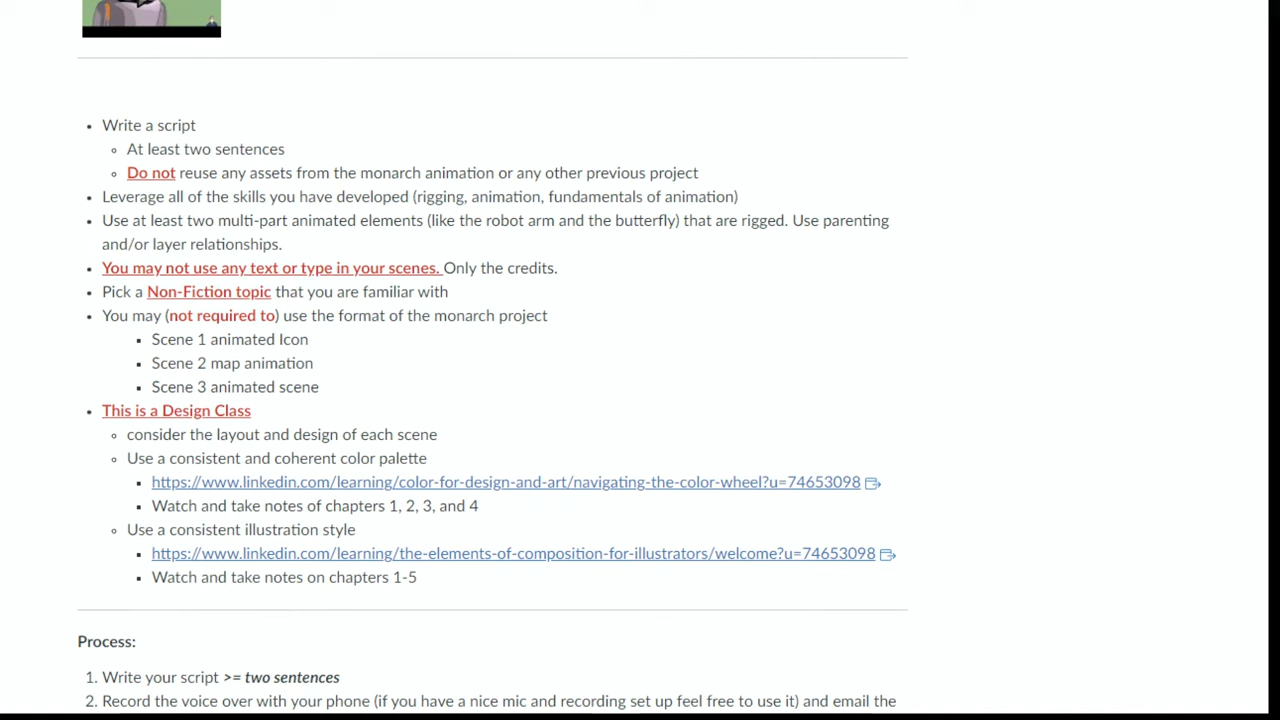 Write a script
At least two sentences
Do not reuse any assets from the monarch animation or any other previous project
Leverage all of the skills you have developed (rigging, animation, fundamentals of animation)
Use at least two multi-part animated elements (like the robot arm and the butterfly) that are rigged. Use parenting
and/or layer relationships.
You may not use any text or type in your scenes. Only the credits.
Pick a Non-Fiction topic that you are familiar with
You may (not required to) use the format of the monarch project
Scene 1 animated Icon
Scene 2 map animation
Scene 3 animated scene
This is a Design Class
consider the layout and design of each scene
Use a consistent and coherent color palette
https://www.linkedin.com/learning/color-for-design-and-art/navigating-the-color-wheel?u=74653098
Watch and take notes of chapters 1, 2, 3, and 4
Use a consistent illustration style
https://www.linkedin.com/learning/the-elements-of-composition-for-illustrators/welcome?u=74653098
Watch and take notes on chapters 1-5
Process:
1. Write your script >= two sentences
2. Record the voice over with your phone (if you have a nice mic and recording set up feel free to use it) and email the